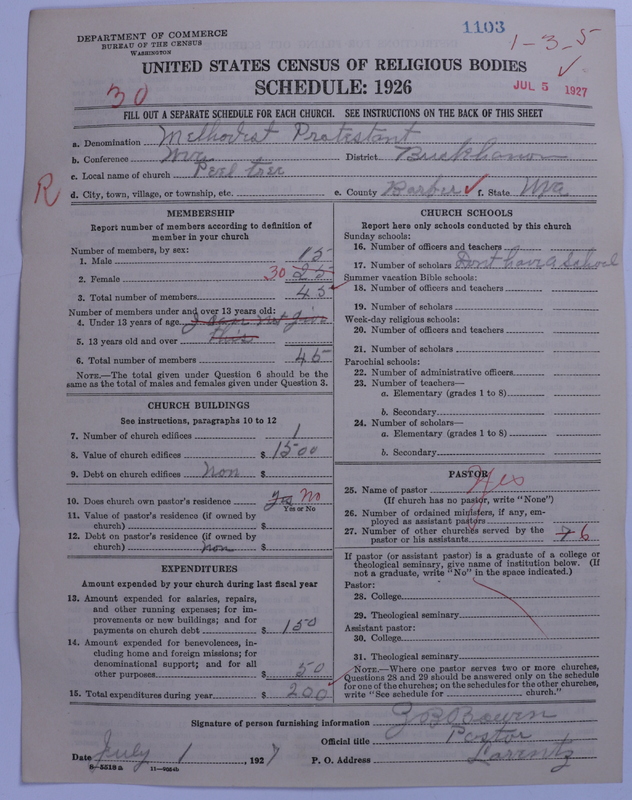 DEPARTMENT OF COMMERCE
BUREAU OF THE CENSUS
WASHINGTON
1103
1-3-5
UNITED STATES CENSUS OF RELIGIOUS BODIES
SCHEDULE: 1926
JUL 5 1927
30
FILL OUT A SEPARATE SCHEDULE FOR EACH CHURCH. SEE INSTRUCTIONS ON THE BACK OF THIS SHEET
a. Denomination Methodist Protestant
b. Conference Wva District Buckhanon
c. Local name of church Peel tree
R
d. City, town, village, or township, etc. e. County Barber f. State Wva
MEMBERSHIP
Report number of members according to definition of
member in your church
Number of members, by sex:
1. Male 15
2. Female 30 25
3. Total number of members 45
Number of members under and over 13 years old:
4. Under 13 years of age I can not give
5. 13 years old and over this
6. Total number of members 45
NOTE.—The total given under Question 6 should be the
same as the total of males and females given under Question 3.
CHURCH BUILDINGS
See instructions, paragraphs 10 to 12
7. Number of church edifices 1
8. Value of church edifices $ 1500
9. Debt on church edifices Non $
10. Does church own pastor's residence Yes No
Yes or No
11. Value of pastor's residence (if owned by
church) $
12. Debt on pastor's residence (if owned by
church) Non $
EXPENDITURES
Amount expended by your church during last fiscal year
13. Amount expended for salaries, repairs,
and other running expenses; for im-
provements or new buildings; and for
payments on church debt $ 150
14. Amount expended for benevolences, in-
cluding home and foreign missions; for
denominational support; and for all
other purposes $ 50
15. Total expenditures during year $ 200
CHURCH SCHOOLS
Report here only schools conducted by this church
Sunday schools:
16. Number of officers and teachers
17. Number of scholars Dont have a School
Summer vacation Bible schools:
18. Number of officers and teachers
19. Number of scholars
Week-day religious schools:
20. Number of officers and teachers
21. Number of scholars
Parochial schools:
22. Number of administrative officers
23. Number of teachers—
a. Elementary (grades 1 to 8)
b. Secondary
24. Number of scholars—
a. Elementary (grades 1 to 8)
b. Secondary
PASTOR
25. Name of pastor Yes
(If church has no pastor, write "None")
26. Number of ordained ministers, if any, em-
ployed as assistant pastors
27. Number of other churches served by the
pastor or his assistants 7 6
If pastor (or assistant pastor) is a graduate of a college or
theological seminary, give name of institution below. (If
not a graduate, write "No" in the space indicated.)
Pastor:
28. College
29. Theological seminary
Assistant pastor:
30. College
31. Theological seminary
NOTE.—Where one pastor serves two or more churches,
Questions 28 and 29 should be answered only on the schedule
for one of the churches; on the schedules for the other churches,
write "See schedule for church."
Signature of person furnishing information Z B Bowen
Official title Pastor
Date July 1, 1927 P. O. Address Lorentz
8—5518 a 11—9054b